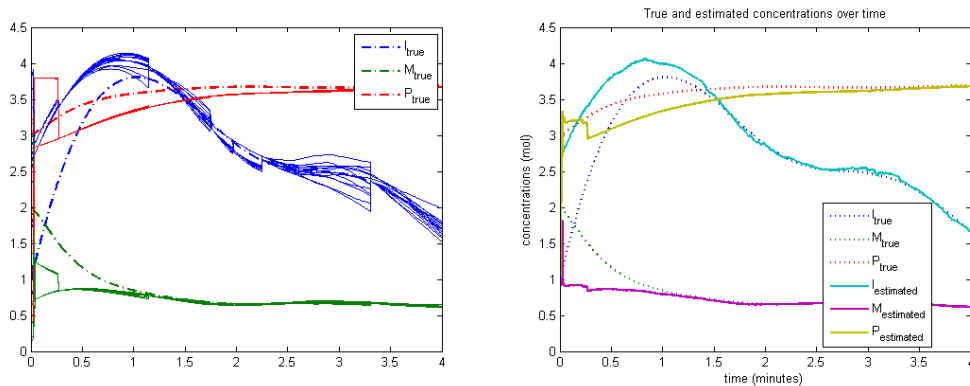 4.5
4
3.5
3
2.5
2
1.5
1
0.5
0
0 0.5 1 1.5 2 2.5 3 3.5 4
I_true
M_true
P_true
True and estimated concentrations over time
concentrations (mol)
4.5
4
3.5
3
2.5
2
1.5
1
0.5
0
0 0.5 1 1.5 2 2.5 3 3.5 4
time (minutes)
I_true
M_true
P_true
I_estimated
M_estimated
P_estimated